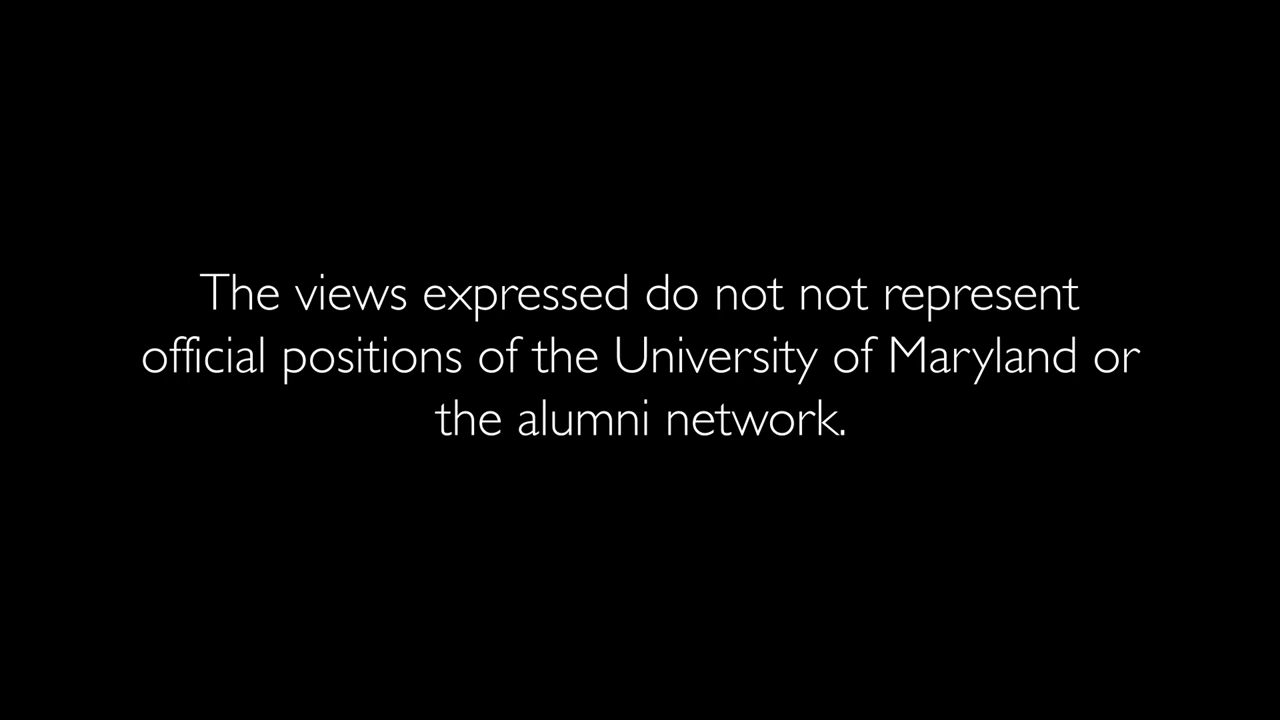 The views expressed do not not represent
official positions of the University of Maryland or
the alumni network.